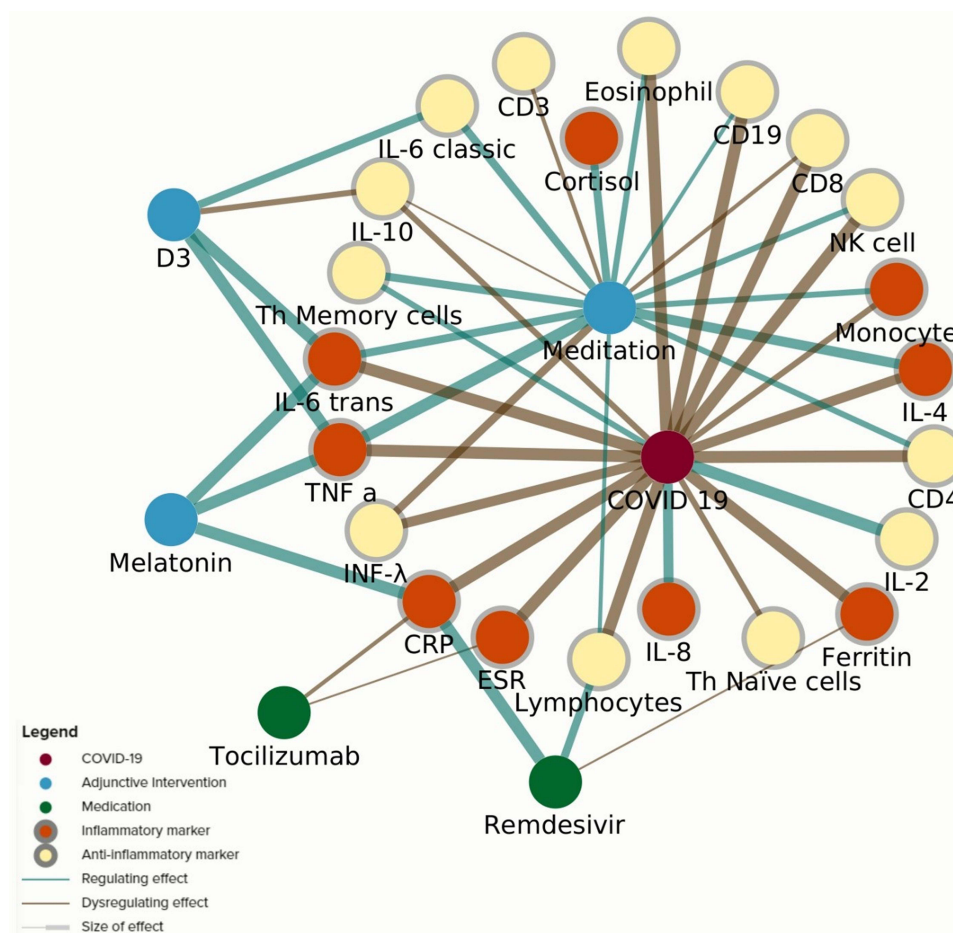 Eosinophil
CD3
CD19
IL-6 classic
Cortisol
CD8
IL-10
NK cell
D3
Th Memory cells
Monocyte
Meditation
IL-6 trans
IL-4
TNF a
COVID 19
CD4
Melatonin
INF-λ
IL-2
CRP
IL-8
Ferritin
ESR
Th Naïve cells
Lymphocytes
Tocilizumab
Remdesivir
Legend
COVID-19
Adjunctive Intervention
Medication
Inflammatory marker
Anti-inflammatory marker
Regulating effect
Dysregulating effect
Size of effect